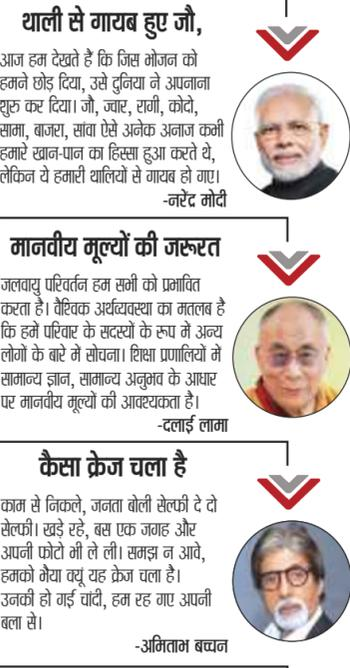 थाली से गायब हुए जौ,
आज हम देखते हैं कि जिस भोजन को
हमने छोड़ दिया, उसे दुनिया ने अपनाना
शुरु कर दिया। जौ, ज्वार, रागी, कोदो,
सामा, बाजरा, सांवा ऐसे अनेक अनाज कभी
हमारे खान-पान का हिस्सा हुआ करते थे,
लेकिन ये हमारी थालियों से गायब हो गए।
-नरेंद्र मोदी
मानवीय मूल्यों की जरूरत
जलवायु परिवर्तन हम सभी को प्रभावित
करता है। वैश्विक अर्थव्यवस्था का मतलब है
कि हमें परिवार के सदस्यों के रूप में अन्य
लोगों के बारे में सोचना। शिक्षा प्रणालियों में
सामान्य ज्ञान, सामान्य अनुभव के आधार
पर मानवीय मूल्यों की आवश्यकता है।
-दलाई लामा
कैसा क्रेज चला है
काम से निकले, जनता बोली सेल्फी दे दो
सेल्फी। खड़े रहे, बस एक जगह और
अपनी फोटो भी ले ली। समझ न आवे,
हमको भैया क्यूं यह क्रेज चला है।
उनकी हो गई चांदी, हम रह गए अपनी
बला से।
-अमिताभ बच्चन